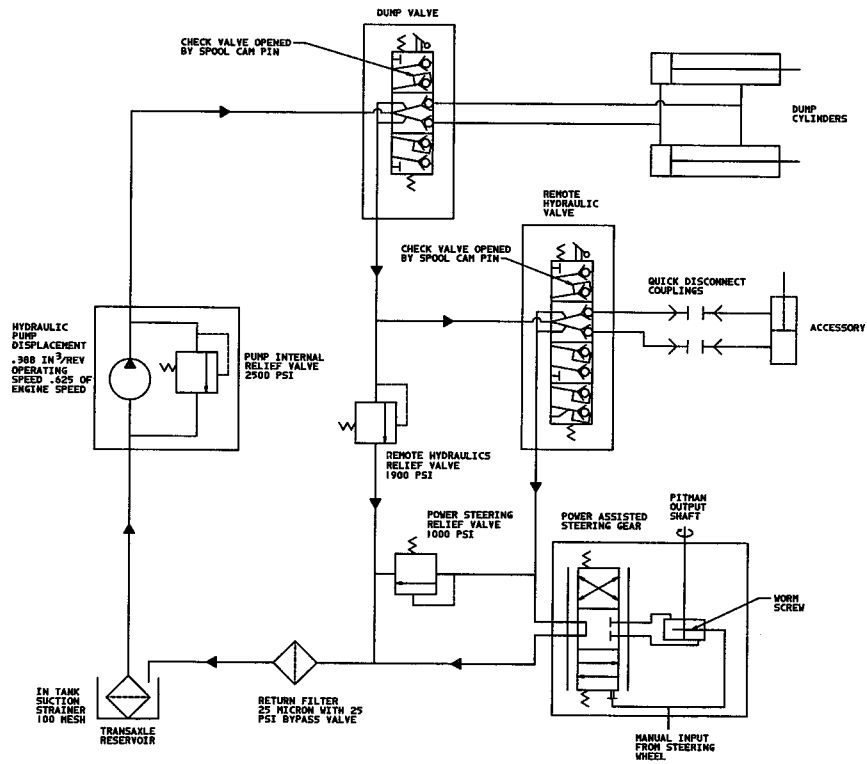 DUMP VALVE
CHECK VALVE OPENED
BY SPOOL CAM PIN
DUMP
CYLINDERS
REMOTE
HYDRAULIC
VALVE
CHECK VALVE OPENED
BY SPOOL CAM PIN
QUICK DISCONNECT
COUPLINGS
ACCESSORY
HYDRAULIC
PUMP
DISPLACEMENT
.388 IN³/REV
OPERATING
SPEED .625 OF
ENGINE SPEED
PUMP INTERNAL
RELIEF VALVE
2500 PSI
REMOTE HYDRAULICS
RELIEF VALVE
1900 PSI
POWER STEERING
RELIEF VALVE
1000 PSI
POWER ASSISTED
STEERING GEAR
PITMAN
OUTPUT
SHAFT
WORM
SCREW
IN TANK
SUCTION
STRAINER
100 MESH
TRANSAXLE
RESERVOIR
RETURN FILTER
25 MICRON WITH 25
PSI BYPASS VALVE
MANUAL INPUT
FROM STEERING
WHEEL